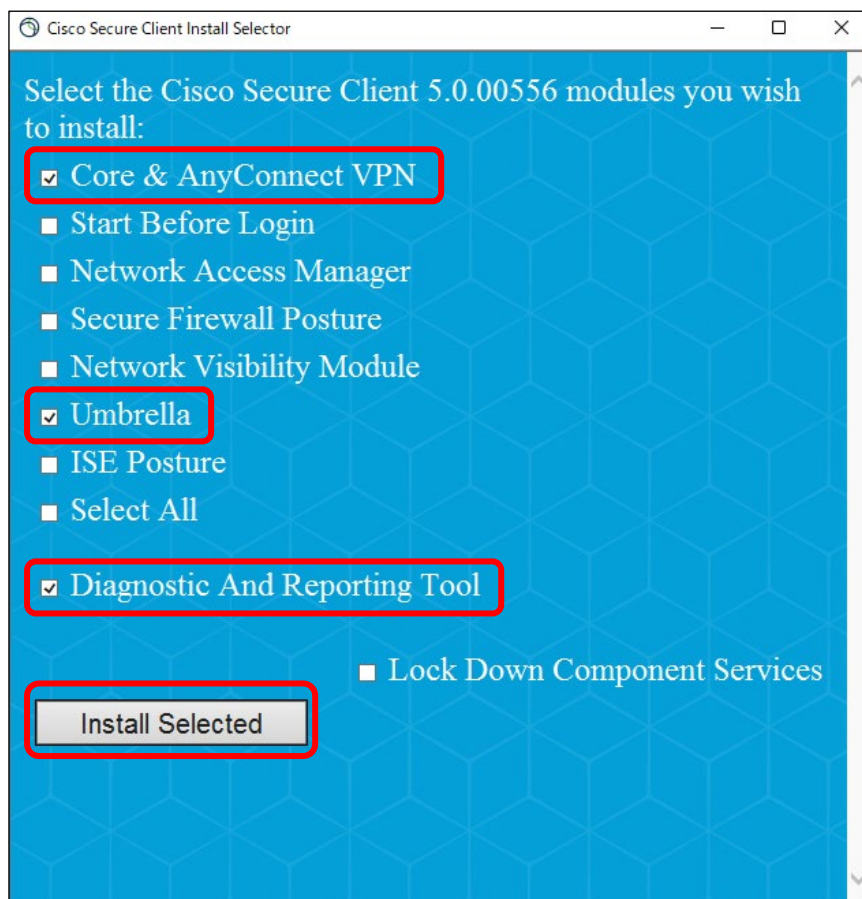 Cisco Secure Client Install Selector
Select the Cisco Secure Client 5.0.00556 modules you wish
to install:
Core & AnyConnect VPN
Start Before Login
Network Access Manager
Secure Firewall Posture
Network Visibility Module
Umbrella
ISE Posture
Select All
Diagnostic And Reporting Tool
Lock Down Component Services
Install Selected